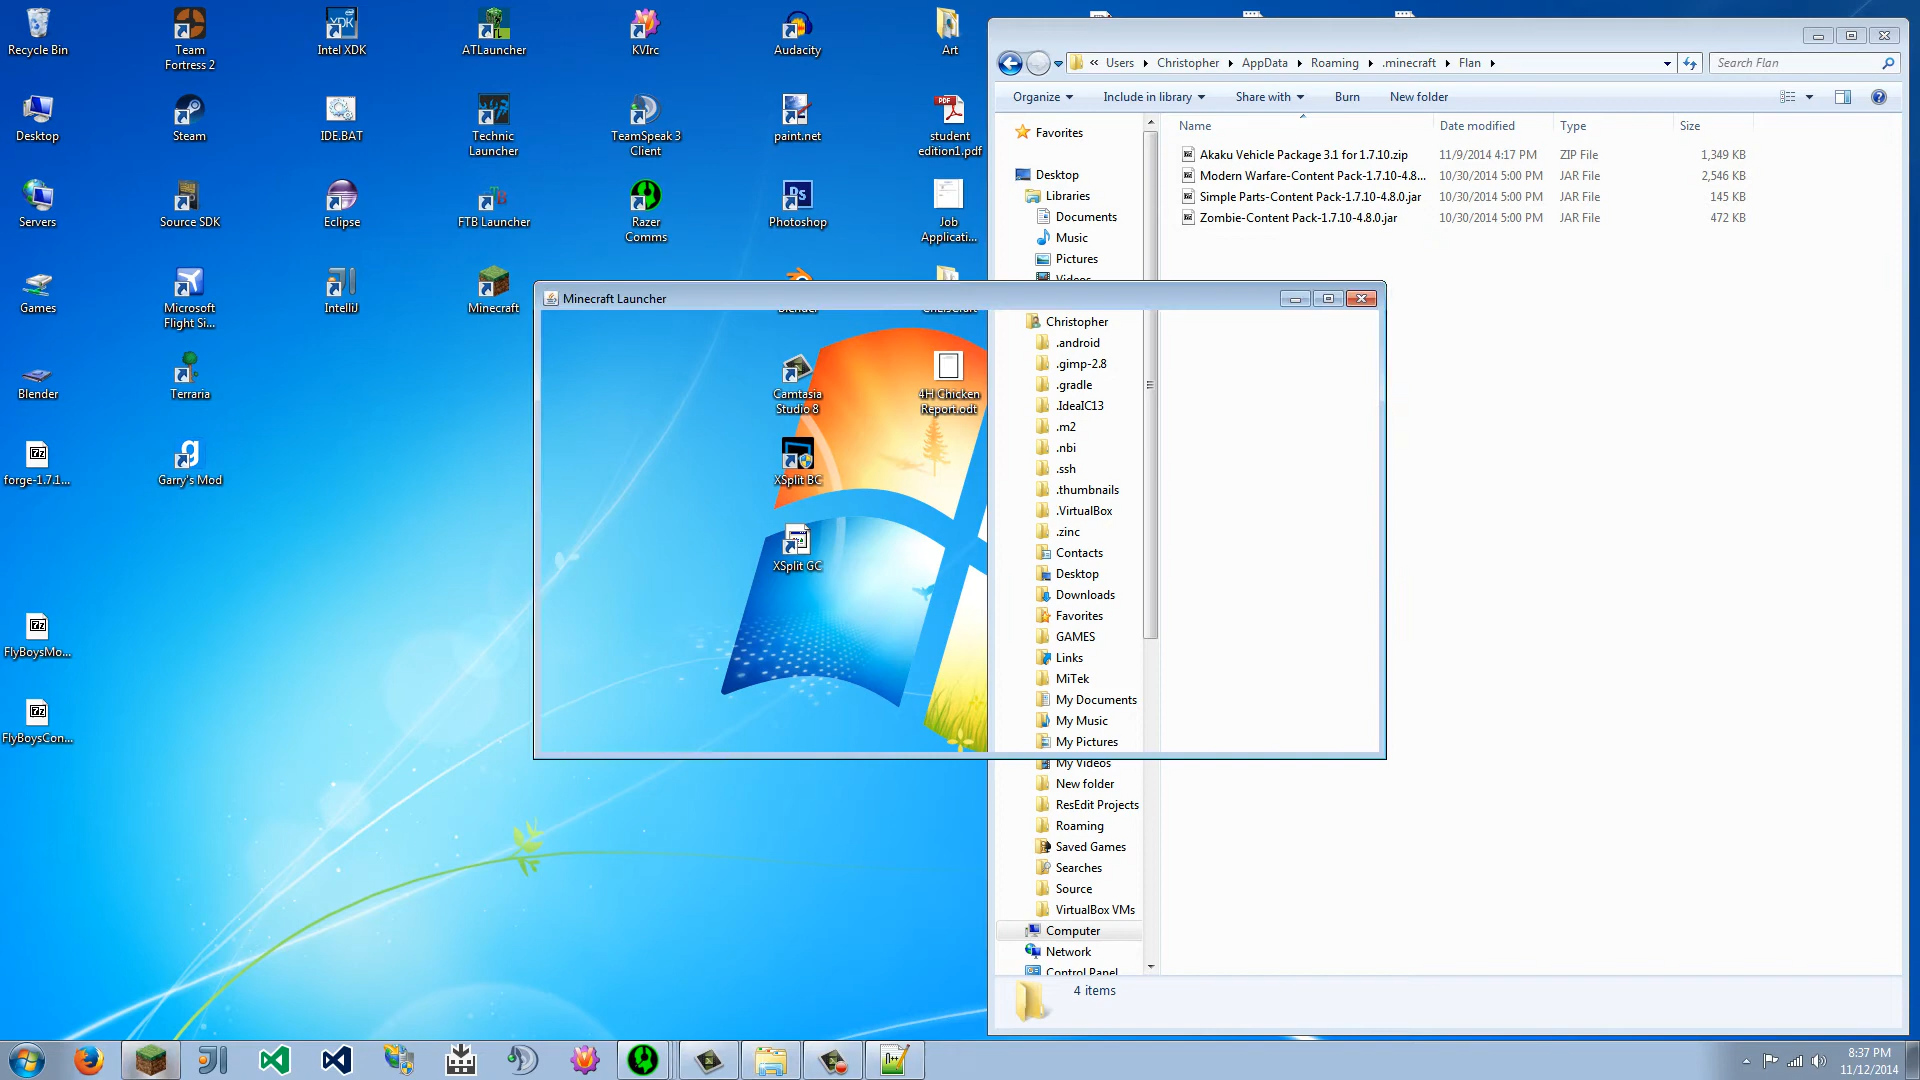 Recycle Bin
Team
Fortress 2
Intel XDK
ATLauncher
KVIrc
Audacity
Art
Desktop
Steam
IDE.BAT
Technic
Launcher
TeamSpeak 3
Client
paint.net
student
edition1.pdf
Servers
Source SDK
Eclipse
FTB Launcher
Razer
Comms
Photoshop
Job
Applicati...
Games
Microsoft
Flight Si...
IntelliJ
Minecraft
Blender
Terraria
forge-1.7.1...
Garry's Mod
FlyBoysMo...
FlyBoysCon...
« Users Christopher AppData Roaming .minecraft Flan
Search Flan
Organize Include in library Share with Burn New folder
Name Date modified Type Size
Akaku Vehicle Package 3.1 for 1.7.10.zip 11/9/2014 4:17 PM ZIP File 1,349 KB
Modern Warfare-Content Pack-1.7.10-4.8... 10/30/2014 5:00 PM JAR File 2,546 KB
Simple Parts-Content Pack-1.7.10-4.8.0.jar 10/30/2014 5:00 PM JAR File 145 KB
Zombie-Content Pack-1.7.10-4.8.0.jar 10/30/2014 5:00 PM JAR File 472 KB
Favorites
Desktop
Libraries
Documents
Music
Pictures
Videos
Minecraft Launcher
Blender
Camtasia
Studio 8
4H Chicken
Report.odt
XSplit BC
XSplit GC
Christopher
.android
.gimp-2.8
.gradle
.IdeaIC13
.m2
.nbi
.ssh
.thumbnails
.VirtualBox
.zinc
Contacts
Desktop
Downloads
Favorites
GAMES
Links
MiTek
My Documents
My Music
My Pictures
My Videos
New folder
ResEdit Projects
Roaming
Saved Games
Searches
Source
VirtualBox VMs
Computer
Network
Control Panel
4 items
8:37 PM
11/12/2014